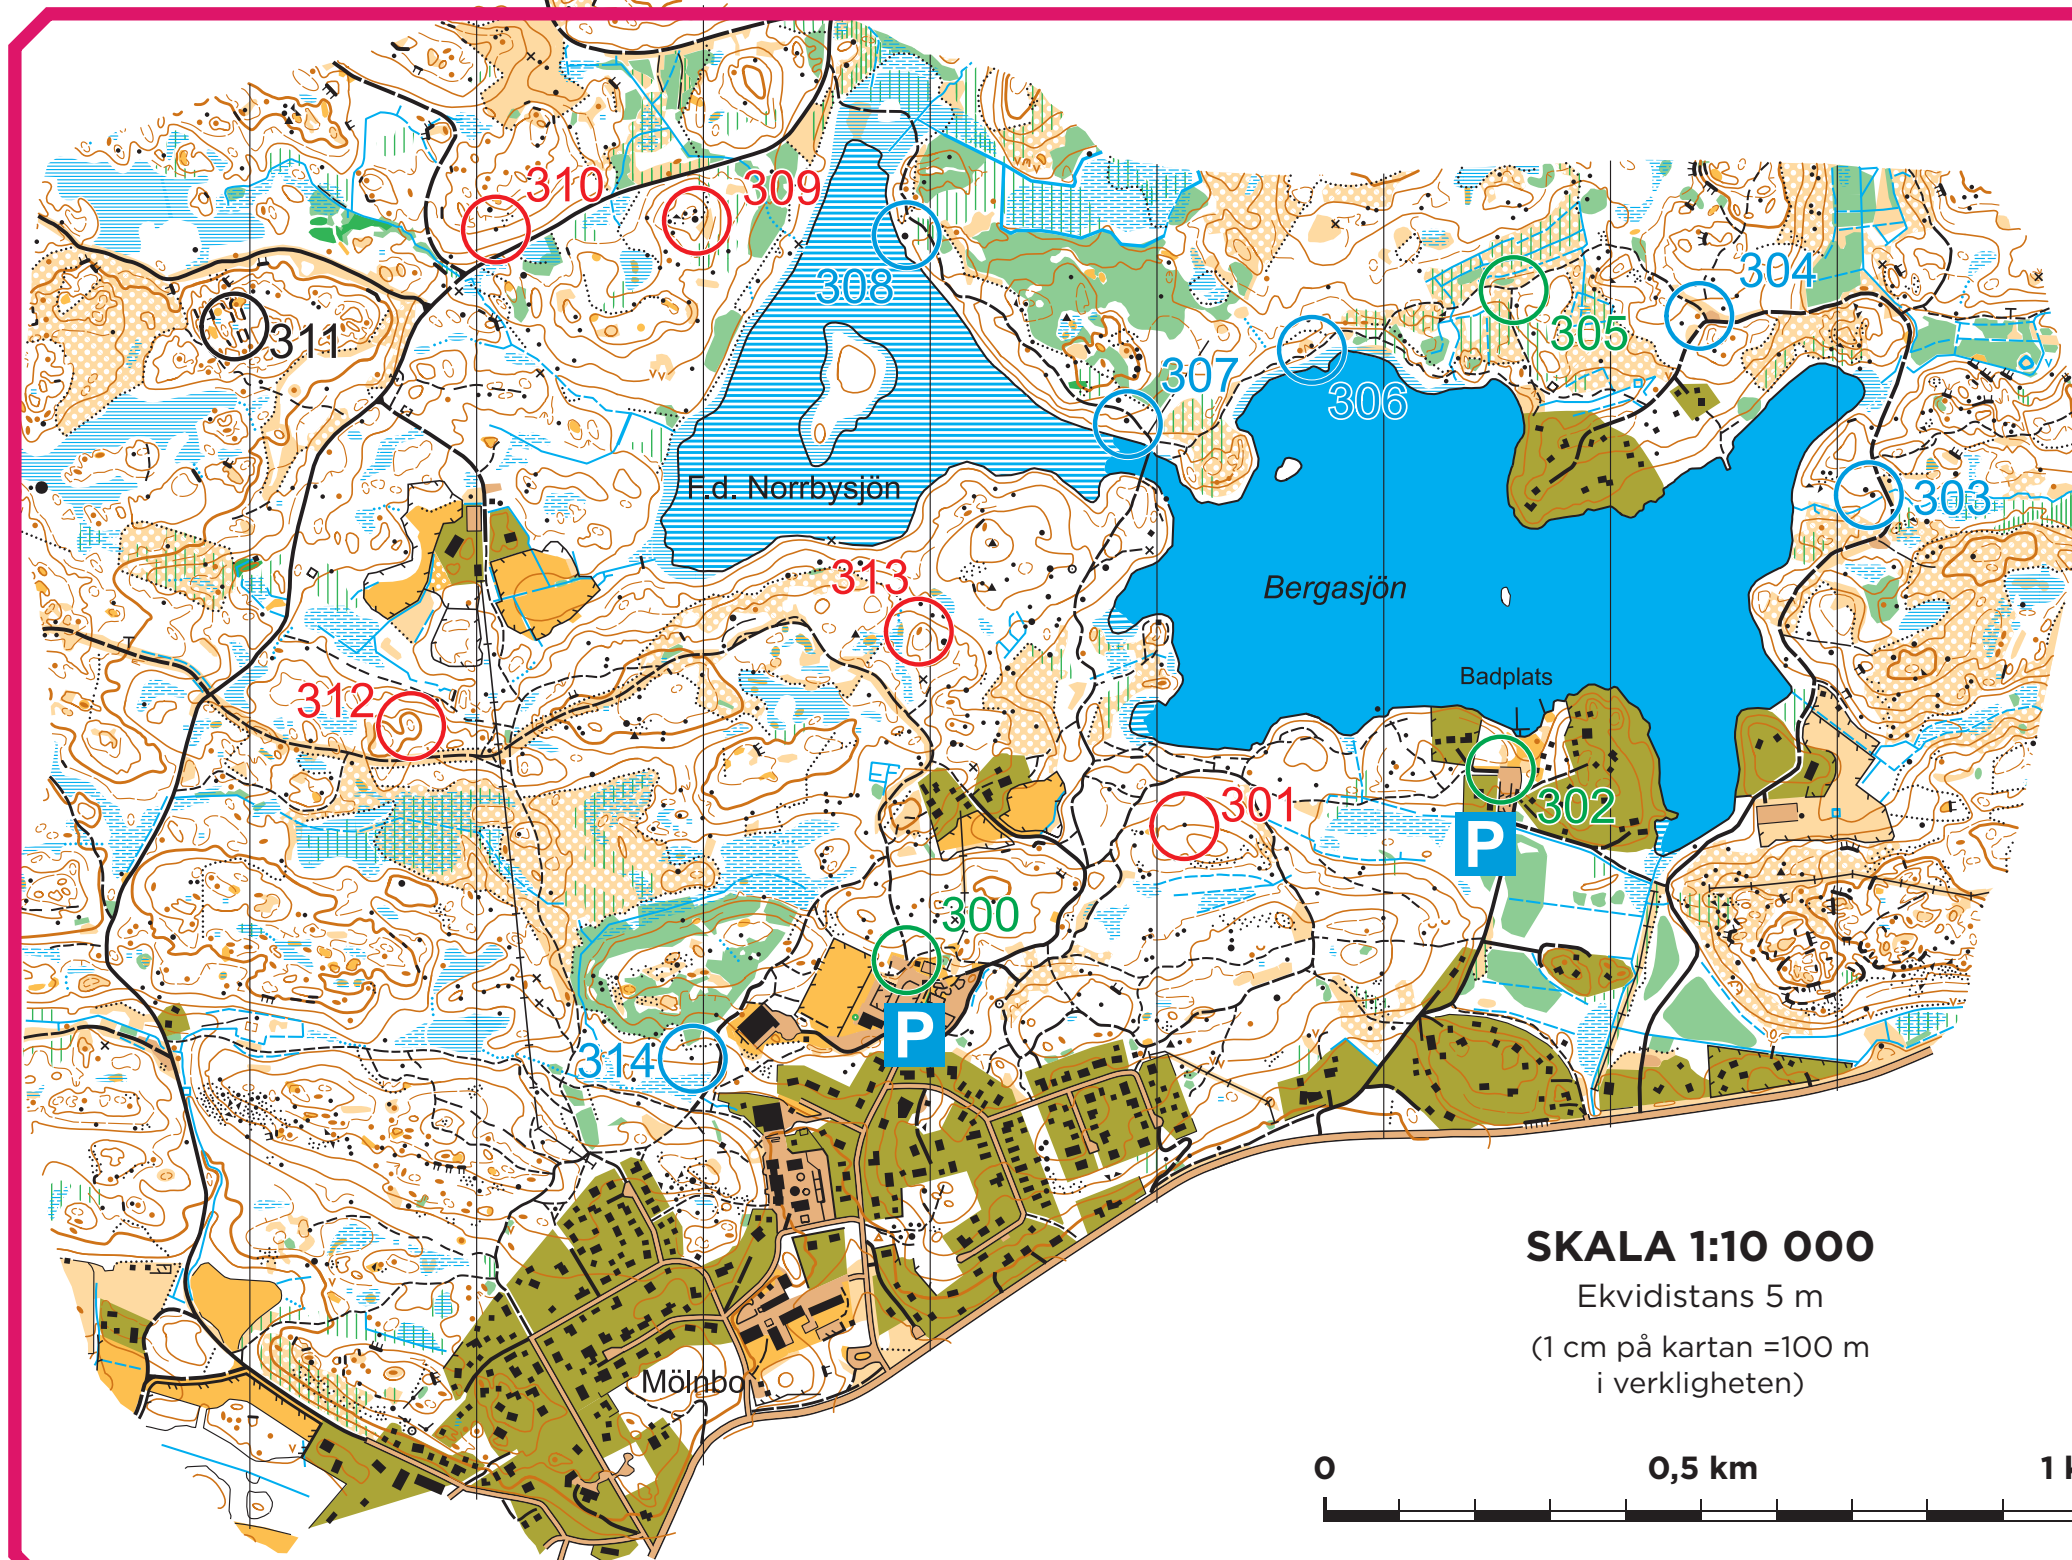 310
309
308
304
305
311
307
306
F.d. Norrbysjön
303
313
Bergasjön
Badplats
312
301
302
P
300
P
314
SKALA 1:10 000
Ekvidistans 5 m
(1 cm på kartan =100 m
i verkligheten)
Mölnbo
0 0,5 km 1